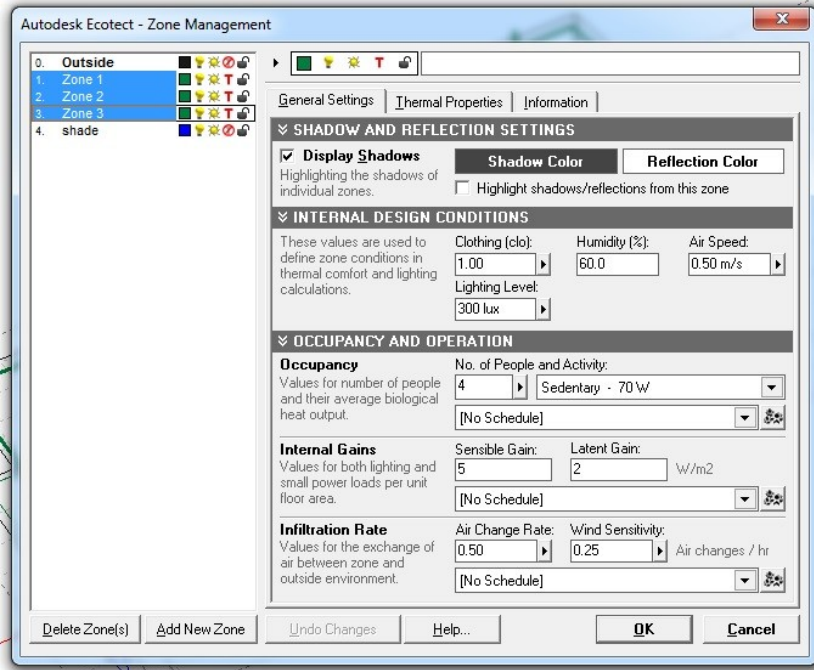 Autodesk Ecotect - Zone Management
0. Outside
1. Zone 1 T
2. Zone 2 T
3. Zone 3 T
4. shade
T
General Settings Thermal Properties Information
SHADOW AND REFLECTION SETTINGS
Display Shadows
Highlighting the shadows of
individual zones.
Shadow Color Reflection Color
Highlight shadows/reflections from this zone
INTERNAL DESIGN CONDITIONS
These values are used to
define zone conditions in
thermal comfort and lighting
calculations.
Clothing (clo): Humidity (%): Air Speed:
1.00 60.0 0.50 m/s
Lighting Level:
300 lux
OCCUPANCY AND OPERATION
Occupancy
Values for number of people
and their average biological
heat output.
No. of People and Activity:
4 Sedentary - 70 W
[No Schedule]
Internal Gains
Values for both lighting and
small power loads per unit
floor area.
Sensible Gain: Latent Gain:
5 2 W/m2
[No Schedule]
Infiltration Rate
Values for the exchange of
air between zone and
outside environment.
Air Change Rate: Wind Sensitivity:
0.50 0.25 Air changes / hr
[No Schedule]
Delete Zone(s) Add New Zone Undo Changes Help... OK Cancel